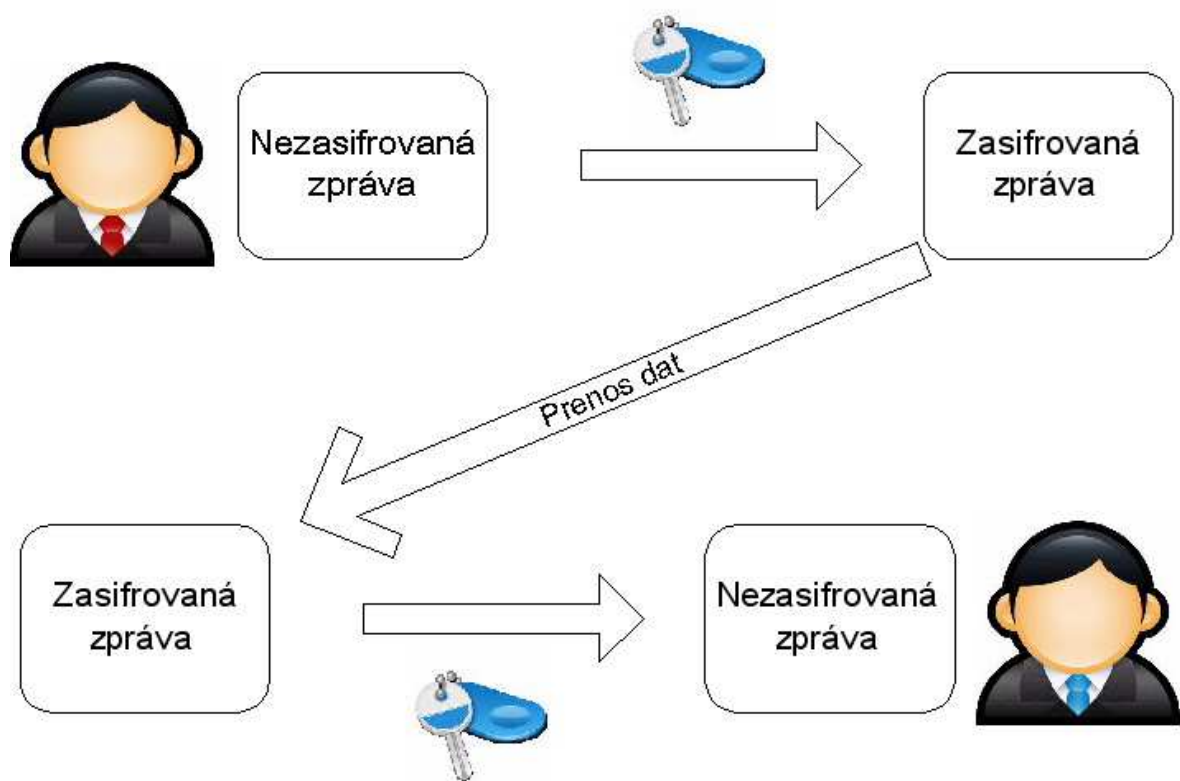 Nezasifrovaná
zpráva
Zasifrovaná
zpráva
Prenos dat
Zasifrovaná
zpráva
Nezasifrovaná
zpráva